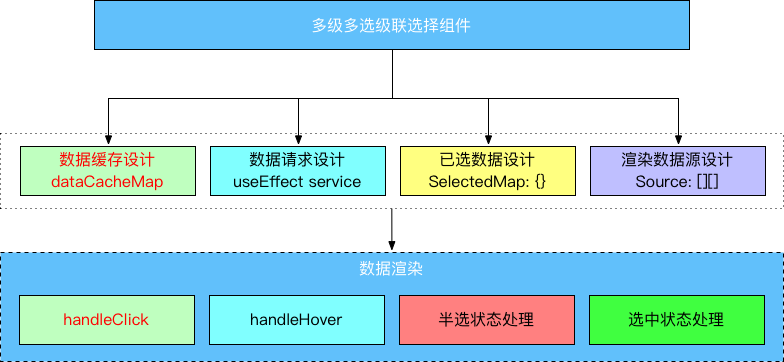 多级多选级联选择组件
数据缓存设计
dataCacheMap
数据请求设计
useEffect service
已选数据设计
SelectedMap: {}
渲染数据源设计
Source: [][]
数据渲染
handleClick
handleHover
半选状态处理
选中状态处理